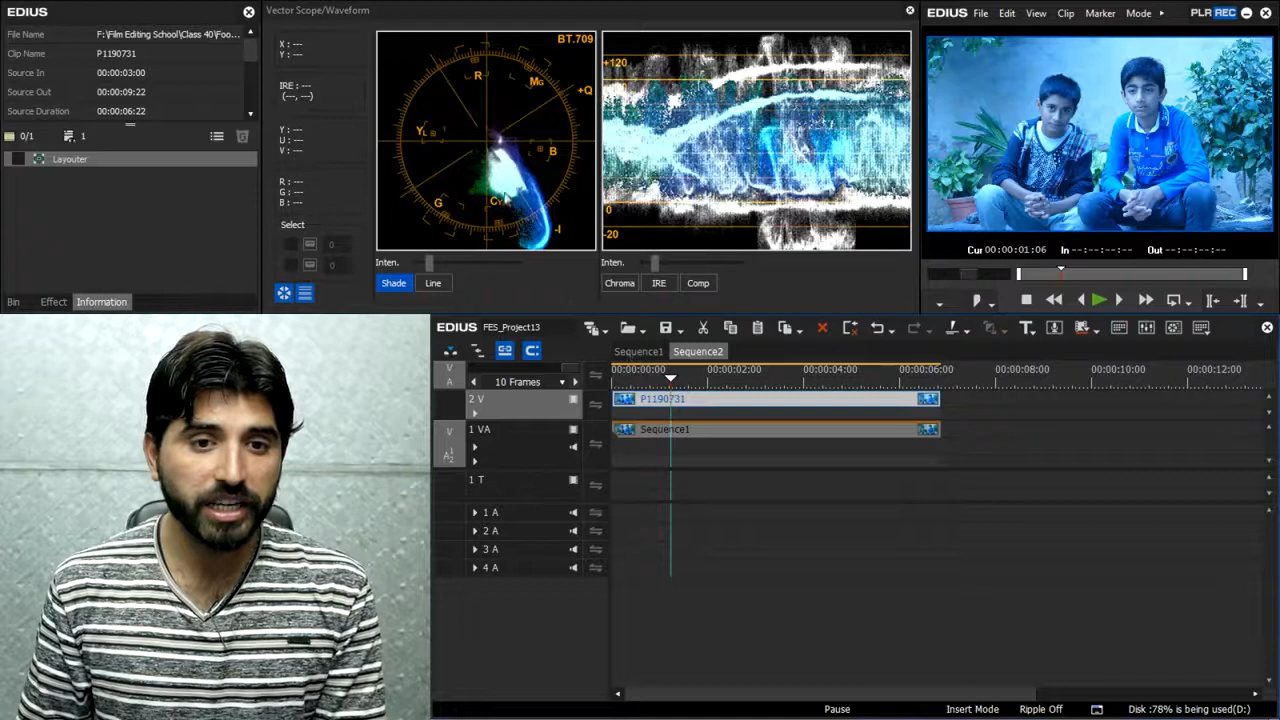 EDIUS
File Name F:\Film Editing School\Class 40\Foo...
Clip Name P1190731
Source In 00:00:03:00
Source Out 00:00:09:22
Source Duration 00:00:06:22
0/1 1
Layouter
Bin Effect Information
Vector Scope/Waveform
X : ---
Y : ---
IRE : ---
(---, ---)
Y : ---
U : ---
V : ---
R : ---
G : ---
B : ---
Select
0
0
BT.709
R
MG
+Q
YL
B
G
CY
-I
+120
0
-20
Inten.
Shade Line
Inten.
Chroma IRE Comp
EDIUS File Edit View Clip Marker Mode PLR REC
Cur 00:00:01:06 In --:--:--:-- Out --:--:--:--
EDIUS FES_Project13
Sequence1 Sequence2
V
A
10 Frames
00:00:00:00 00:00:02:00 00:00:04:00 00:00:06:00 00:00:08:00 00:00:10:00 00:00:12:00
2 V
P1190731
V
A12
1 VA
Sequence1
1 T
1 A
2 A
3 A
4 A
Pause Insert Mode Ripple Off Disk :78% is being used(D:)